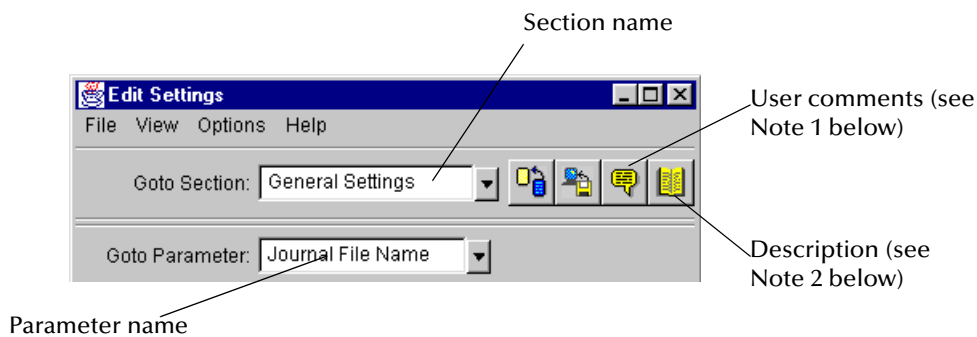 Section name
Edit Settings
File View Options Help
User comments (see
Note 1 below)
Goto Section: General Settings
Goto Parameter: Journal File Name
Description (see
Note 2 below)
Parameter name